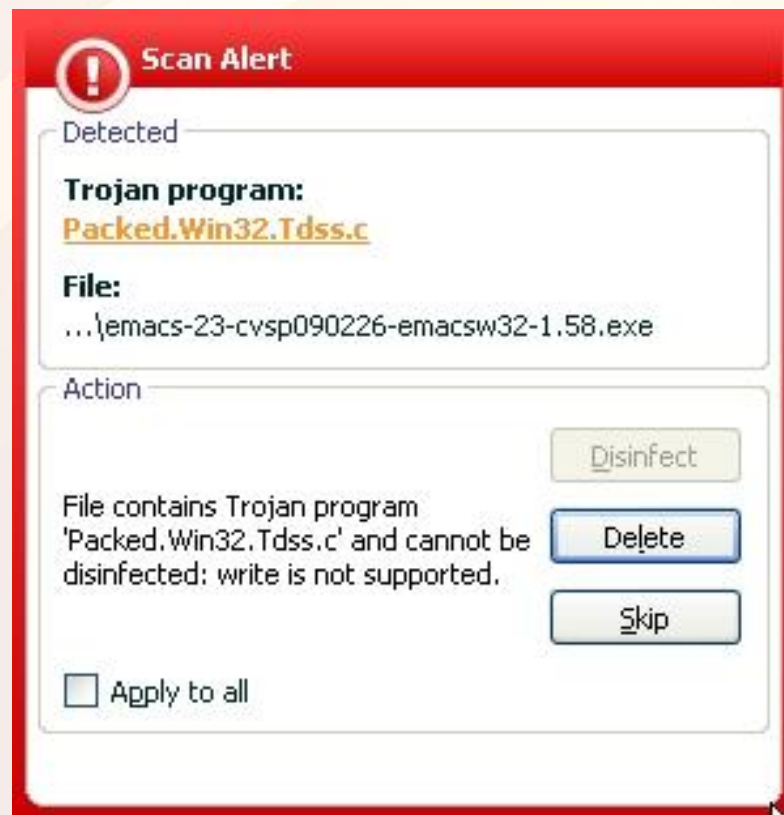 Scan Alert
Detected
Trojan program:
Packed.Win32.Tdss.c
File:
...\emacs-23-cvsp090226-emacsw32-1.58.exe
Action
File contains Trojan program
'Packed.Win32.Tdss.c' and cannot be
disinfected: write is not supported.
Disinfect
Delete
Skip
Apply to all